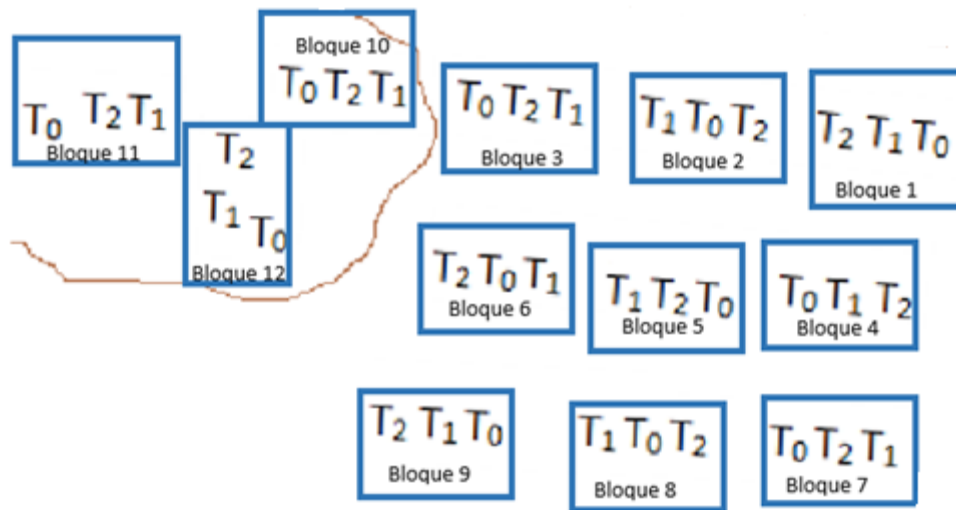 Bloque 10
T0 T2 T1
T0 T2 T1
Bloque 11
T2
T1
T0
Bloque 12
T0 T2 T1
Bloque 3
T1 T0 T2
Bloque 2
T2 T1 T0
Bloque 1
T2 T0 T1
Bloque 6
T1 T2 T0
Bloque 5
T0 T1 T2
Bloque 4
T2 T1 T0
Bloque 9
T1 T0 T2
Bloque 8
T0 T2 T1
Bloque 7